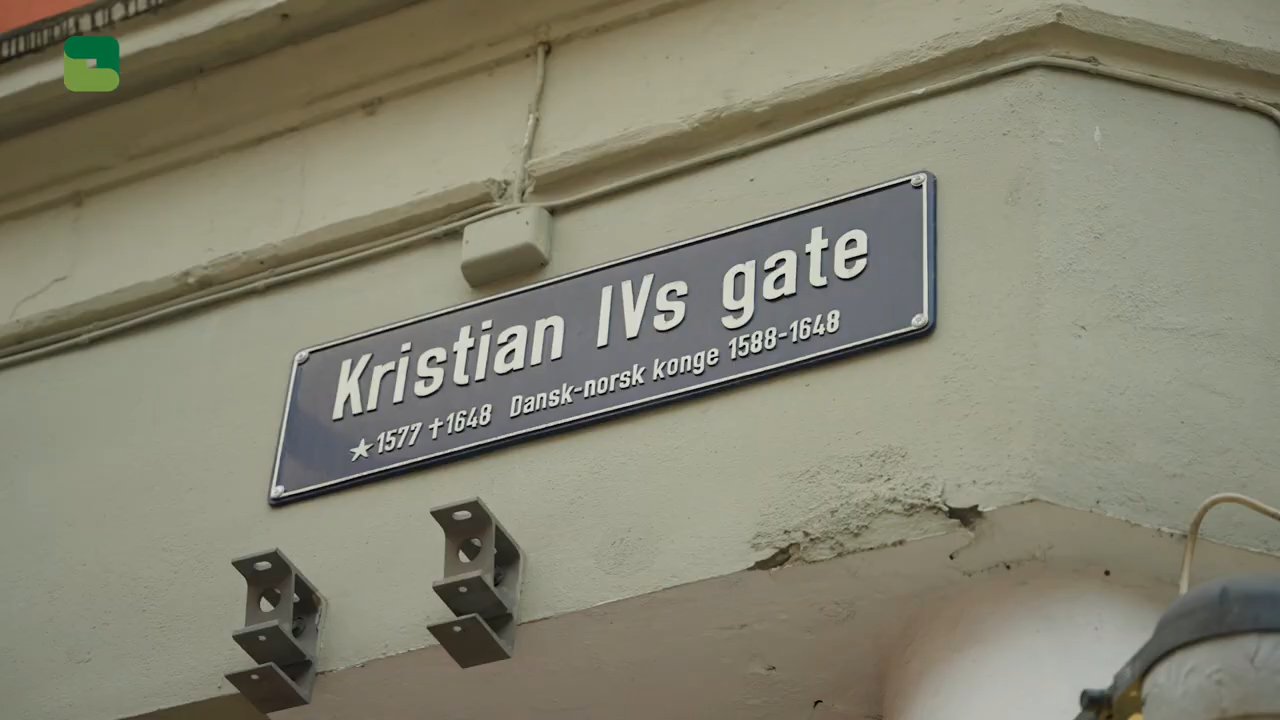 Kristian IVs gate
★1577 ✝1648 Dansk-norsk konge 1588-1648